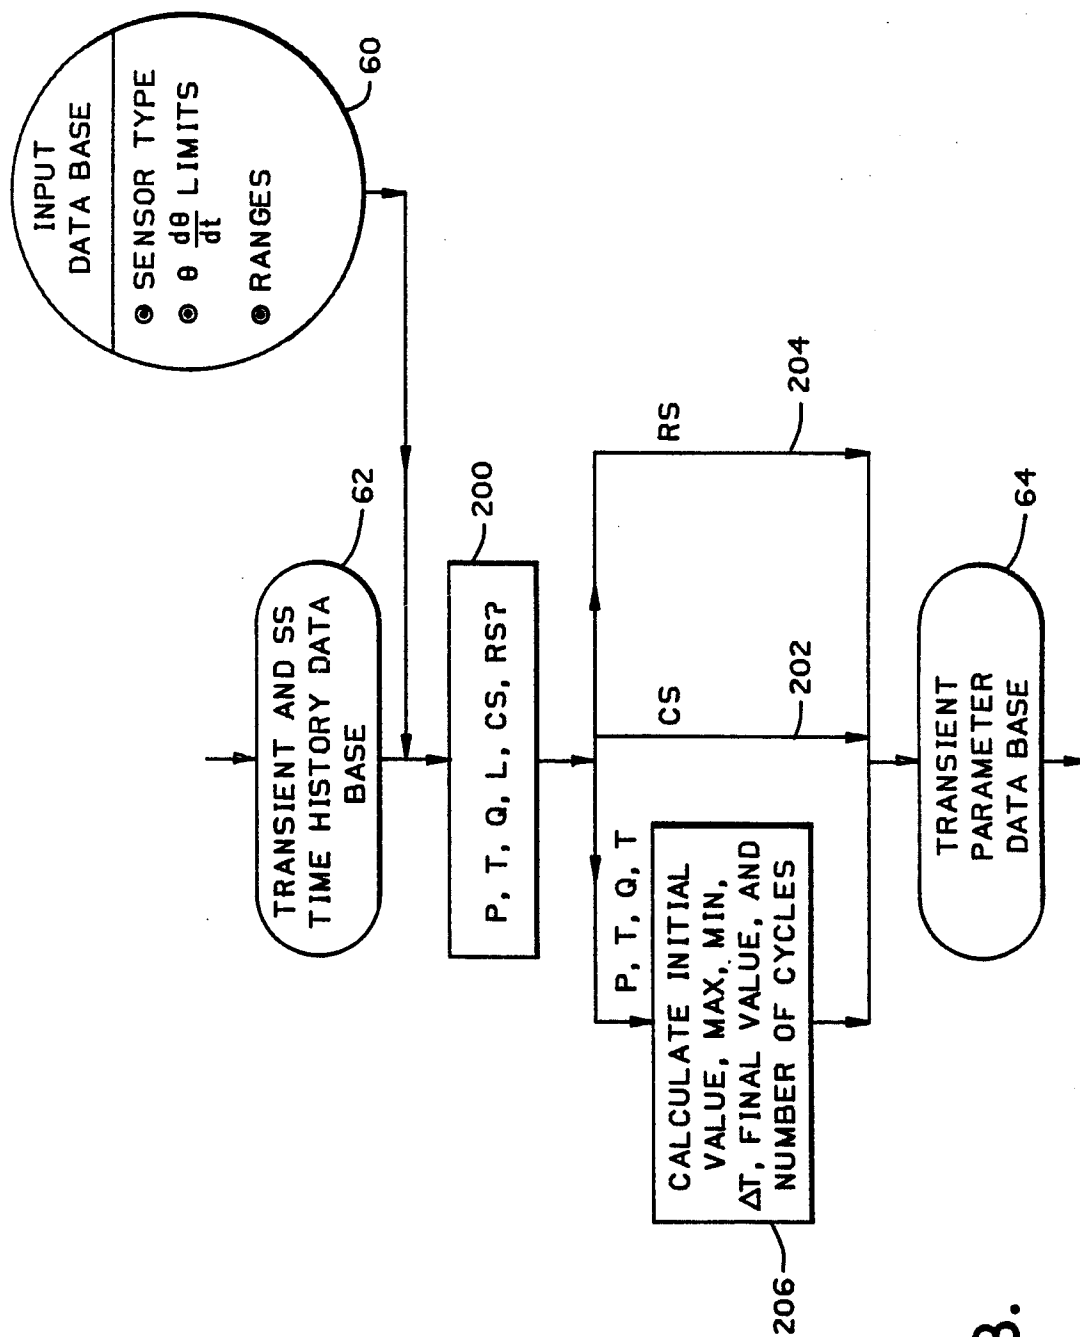 INPUT
DATA BASE
⦿ SENSOR TYPE
⦿ θ dθ/dt LIMITS
⦿ RANGES
60
TRANSIENT AND SS
TIME HISTORY DATA
BASE
62
P, T, Q, L, CS, RS?
200
P, T, Q, T
CS
RS
202
204
CALCULATE INITIAL
VALUE, MAX, MIN,
ΔT, FINAL VALUE, AND
NUMBER OF CYCLES
206
TRANSIENT
PARAMETER
DATA BASE
64